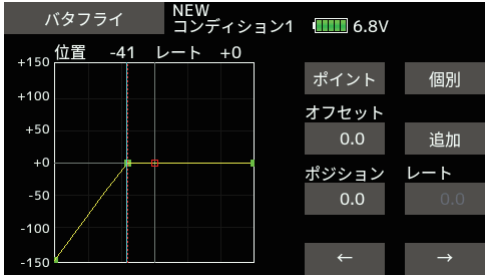 バタフライ
NEW
コンディション1 6.8V
位置 -41 レート +0
+150
+100
+50
+0
-50
-100
-150
ポイント 個別
オフセット
0.0 追加
ポジション レート
0.0 0.0
← →